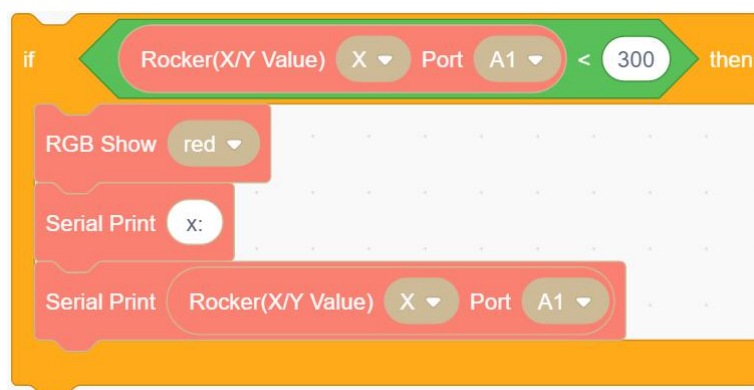 if Rocker(X/Y Value) X Port A1 < 300 then
RGB Show red
Serial Print x:
Serial Print Rocker(X/Y Value) X Port A1